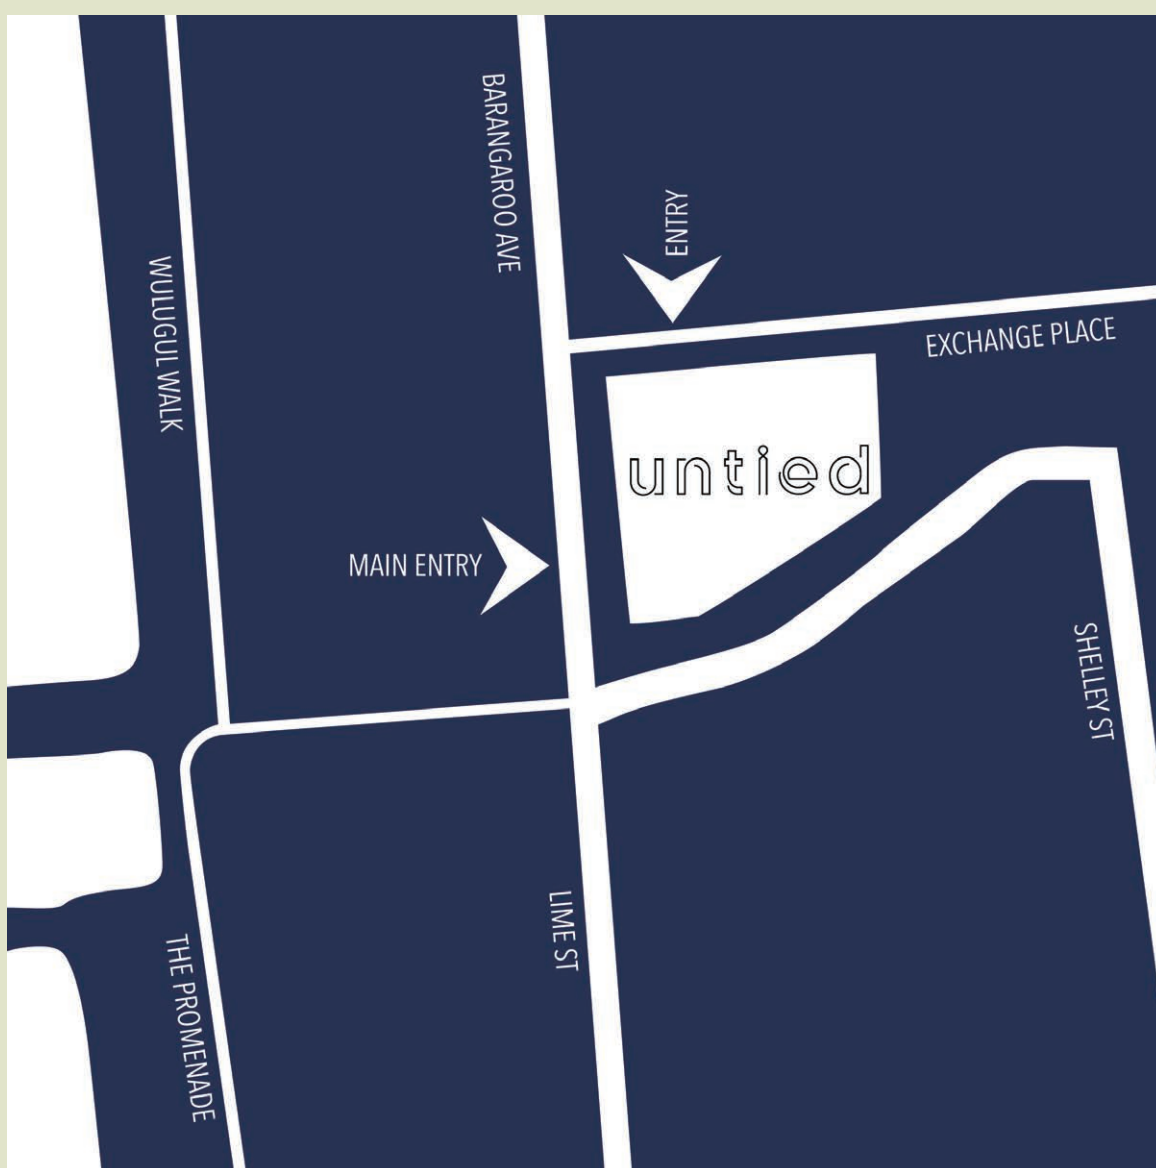 BARANGAROO AVE
ENTRY
WULUGUL WALK
EXCHANGE PLACE
untied
MAIN ENTRY
SHELLEY ST
LIME ST
THE PROMENADE